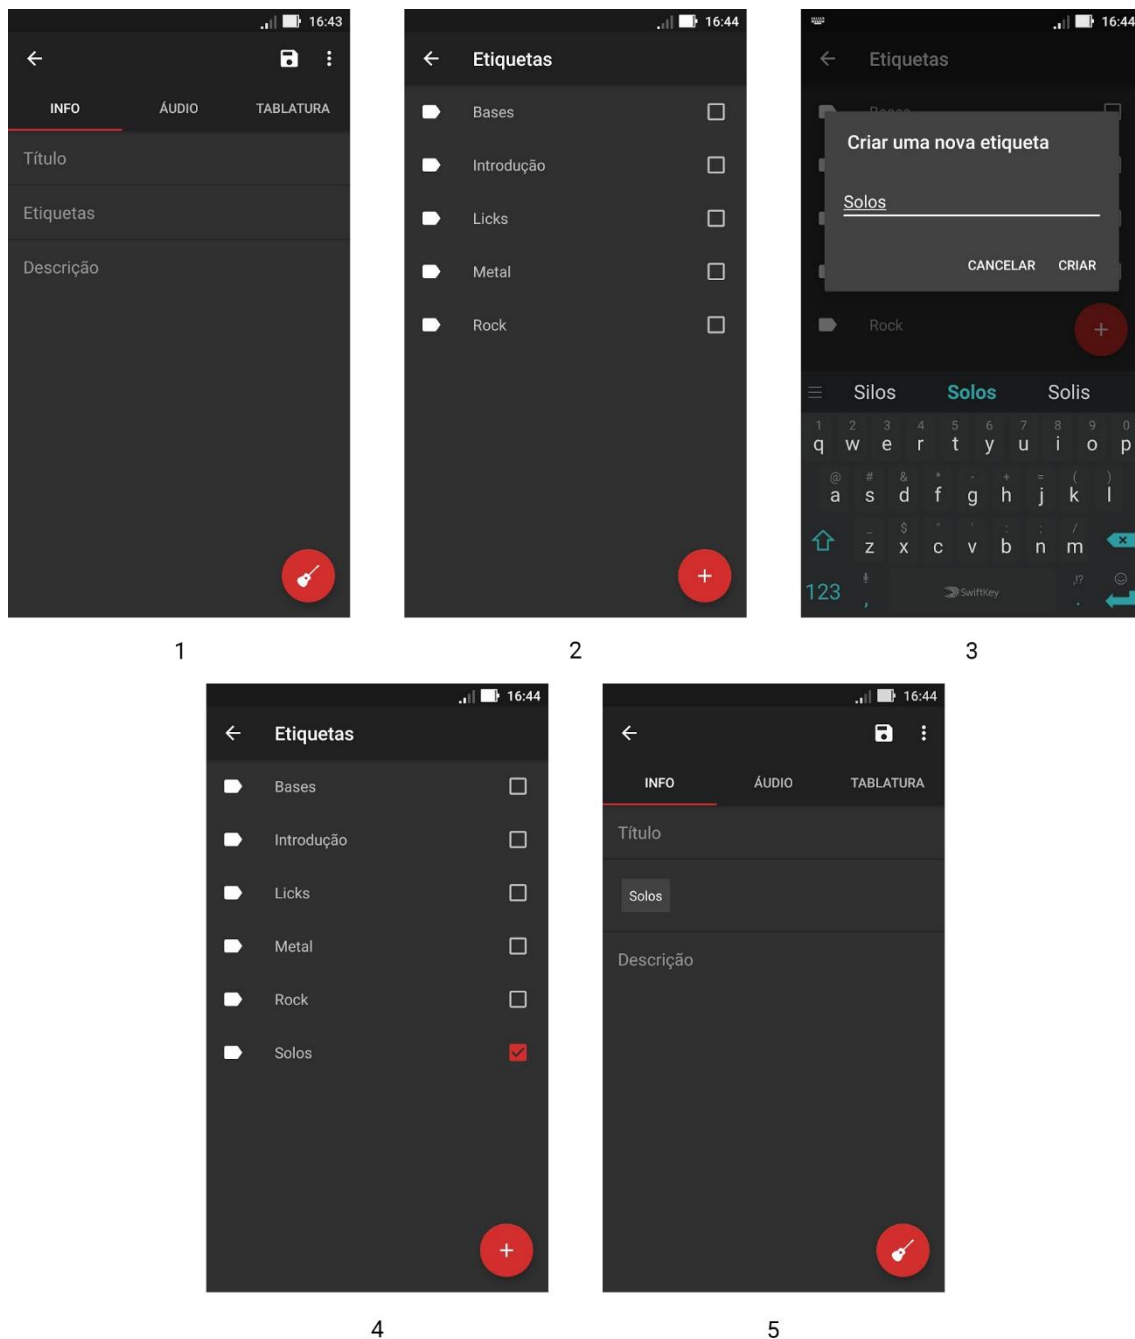 16:43
INFO ÁUDIO TABLATURA
Título
Etiquetas
Descrição
1
16:44
Etiquetas
Bases
Introdução
Licks
Metal
Rock
2
16:44
Etiquetas
Bases
Criar uma nova etiqueta
Solos
CANCELAR CRIAR
Rock
Silos Solos Solis
1 2 3 4 5 6 7 8 9 0
q w e r t y u i o p
@ # & * - + = ( )
a s d f g h j k l
_ $ " ' : ; /
z x c v b n m
123 , SwiftKey ,!? .
3
16:44
Etiquetas
Bases
Introdução
Licks
Metal
Rock
Solos
4
16:44
INFO ÁUDIO TABLATURA
Título
Solos
Descrição
5